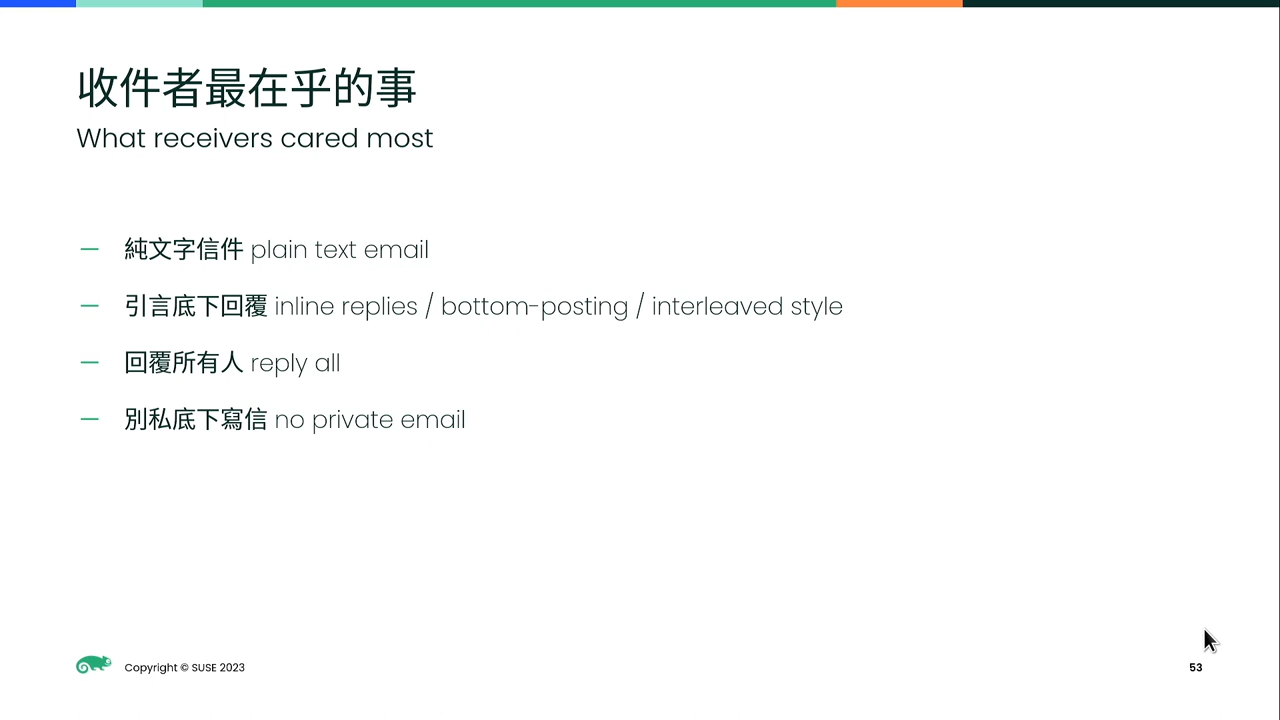 收件者最在乎的事
What receivers cared most
— 純文字信件 plain text email
— 引言底下回覆 inline replies / bottom-posting / interleaved style
— 回覆所有人 reply all
— 別私底下寫信 no private email
Copyright © SUSE 2023
53